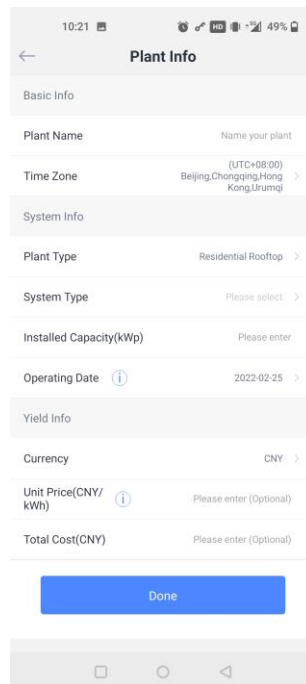 10:21 HD 5G 49%
Plant Info
Basic Info
Plant Name Name your plant
Time Zone (UTC+08:00)
Beijing,Chongqing,Hong
Kong,Urumqi
System Info
Plant Type Residential Rooftop
System Type Please select
Installed Capacity(kWp) Please enter
Operating Date i 2022-02-25
Yield Info
Currency CNY
Unit Price(CNY/
kWh) i Please enter (Optional)
Total Cost(CNY) Please enter (Optional)
Done